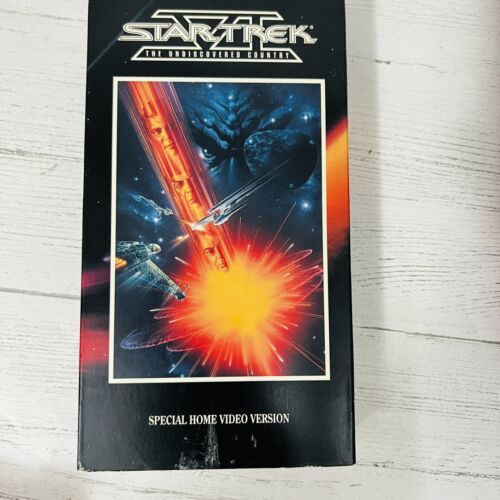 STAR TREK®
VI
THE UNDISCOVERED COUNTRY
SPECIAL HOME VIDEO VERSION